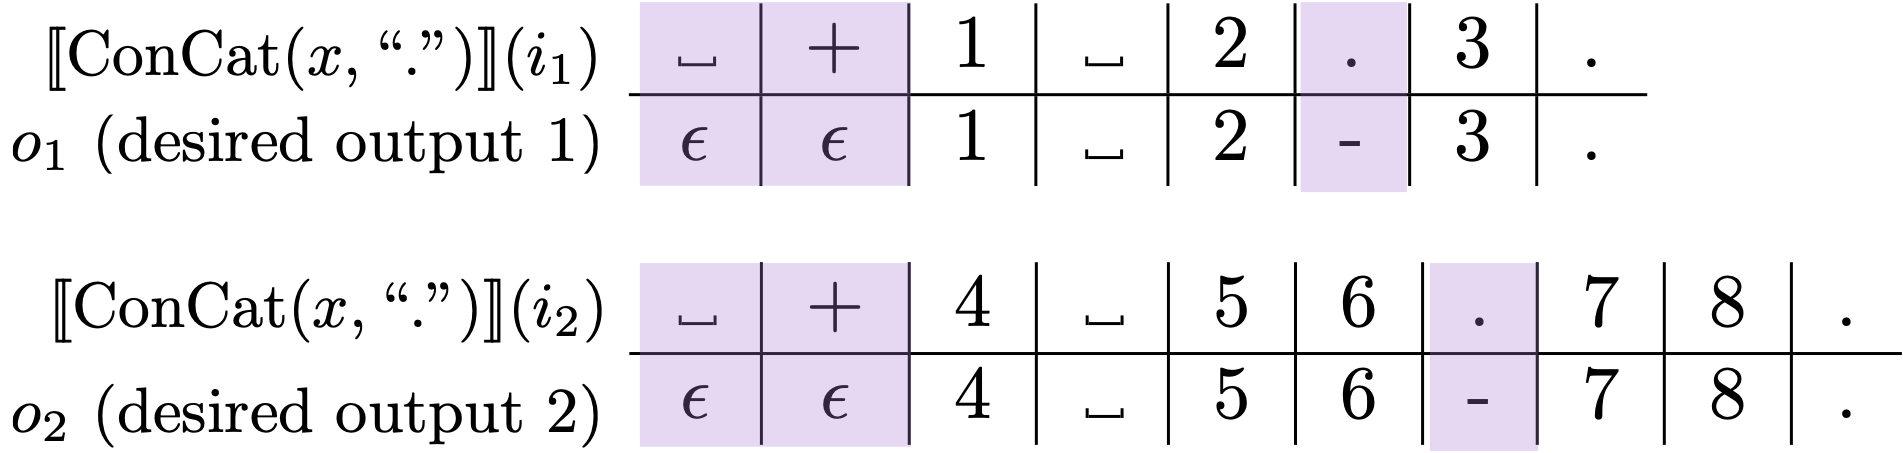 ⟦ConCat(x, “.”)⟧(i₁) ␣ + 1 ␣ 2 . 3 .
o₁ (desired output 1) ϵ ϵ 1 ␣ 2 - 3 .
⟦ConCat(x, “.”)⟧(i₂) ␣ + 4 ␣ 5 6 . 7 8 .
o₂ (desired output 2) ϵ ϵ 4 ␣ 5 6 - 7 8 .